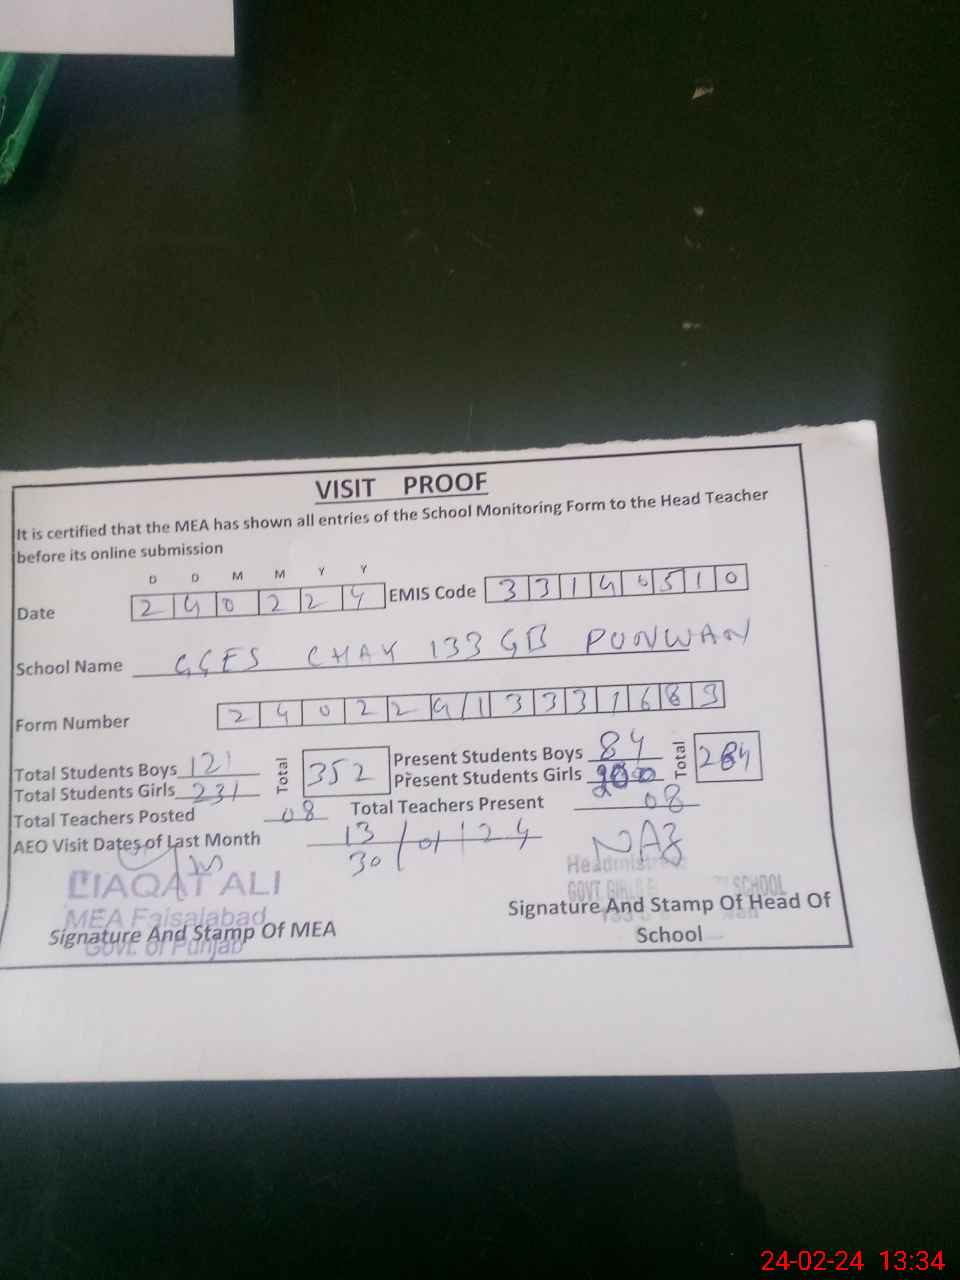 VISIT PROOF
It is certified that the MEA has shown all entries of the School Monitoring Form to the Head Teacher
before its online submission
D D M M Y Y
Date 2 4 0 2 2 4 EMIS Code 3 3 1 4 0 5 1 0
School Name GGES CHAK 133 GB PUNWAN
Form Number 2 4 0 2 2 4 / 1 3 3 3 1 6 8 9
Total Students Boys 121 Total 352 Present Students Boys 84 Total 284
Total Students Girls 231 Present Students Girls 200
Total Teachers Posted 08 Total Teachers Present 08
AEO Visit Dates of Last Month 13 / 01 / 24
30
NAZ
LIAQAT ALI
MEA Faisalabad
Govt. of Punjab
Signature And Stamp Of MEA
Headmistress
GOVT GIRLS SCHOOL
Signature And Stamp Of Head Of
School
24-02-24 13:34